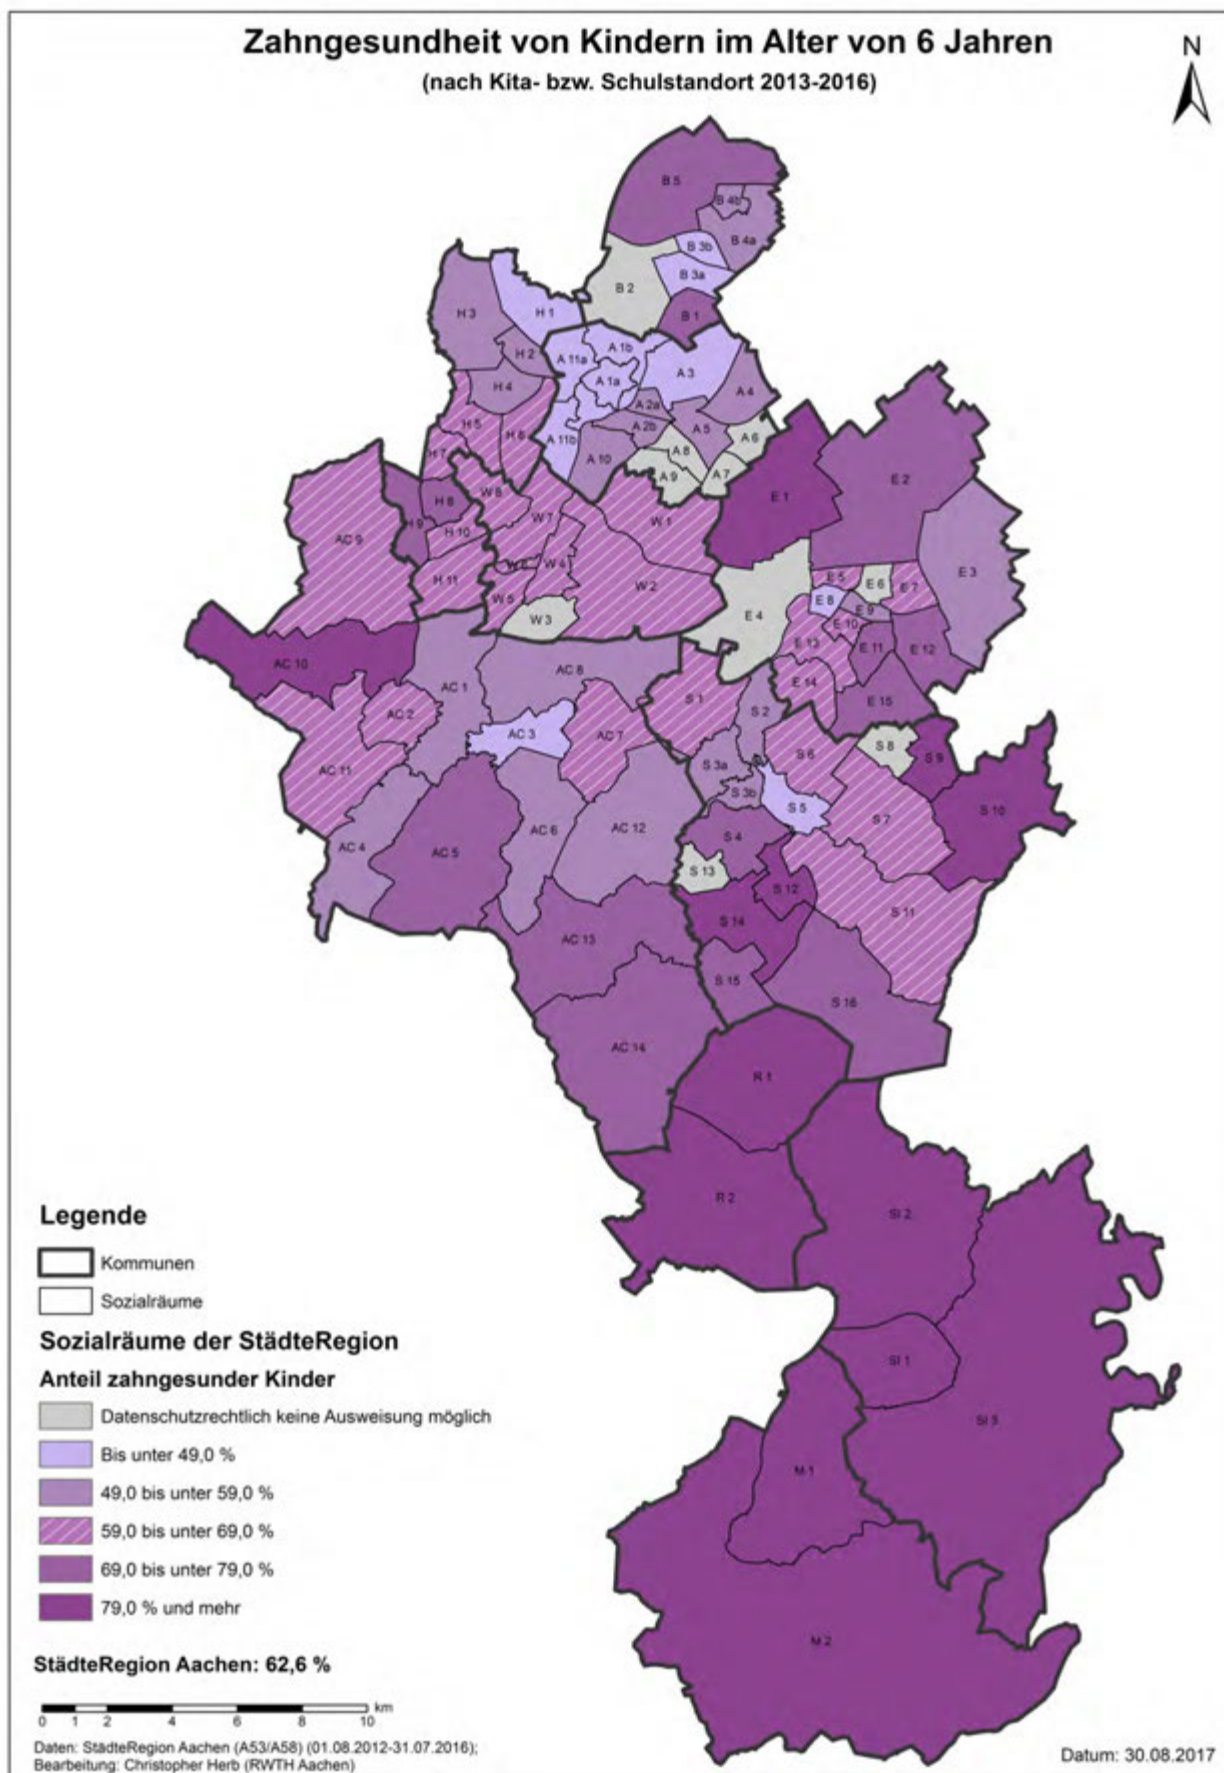 Zahngesundheit von Kindern im Alter von 6 Jahren
(nach Kita- bzw. Schulstandort 2013-2016)
N
B 5
B 4b
B 4a
B 3b
B 3a
B 2
B 1
H 3
H 1
H 2
H 4
H 5
H 6
H 7
H 8
H 9
H 10
H 11
A 11a
A 1b
A 1a
A 3
A 4
A 2a
A 2b
A 5
A 6
A 11b
A 10
A 8
A 9
A 7
E 1
E 2
E 3
E 4
E 5
E 6
E 7
E 8
E 9
E 10
E 11
E 12
E 13
E 14
E 15
W 8
W 7
W 1
W 6
W 4
W 2
W 5
W 3
AC 9
AC 10
AC 1
AC 8
AC 2
AC 3
AC 7
AC 11
AC 4
AC 5
AC 6
AC 12
AC 13
AC 14
S 1
S 2
S 3a
S 3b
S 6
S 5
S 8
S 9
S 7
S 10
S 4
S 13
S 12
S 11
S 14
S 15
S 16
R 1
R 2
SI 2
SI 1
SI 3
M 1
M 2
Legende
Kommunen
Sozialräume
Sozialräume der StädteRegion
Anteil zahngesunder Kinder
Datenschutzrechtlich keine Ausweisung möglich
Bis unter 49,0 %
49,0 bis unter 59,0 %
59,0 bis unter 69,0 %
69,0 bis unter 79,0 %
79,0 % und mehr
StädteRegion Aachen: 62,6 %
km
0 1 2 4 6 8 10
Daten: StädteRegion Aachen (A53/A58) (01.08.2012-31.07.2016);
Bearbeitung: Christopher Herb (RWTH Aachen)
Datum: 30.08.2017